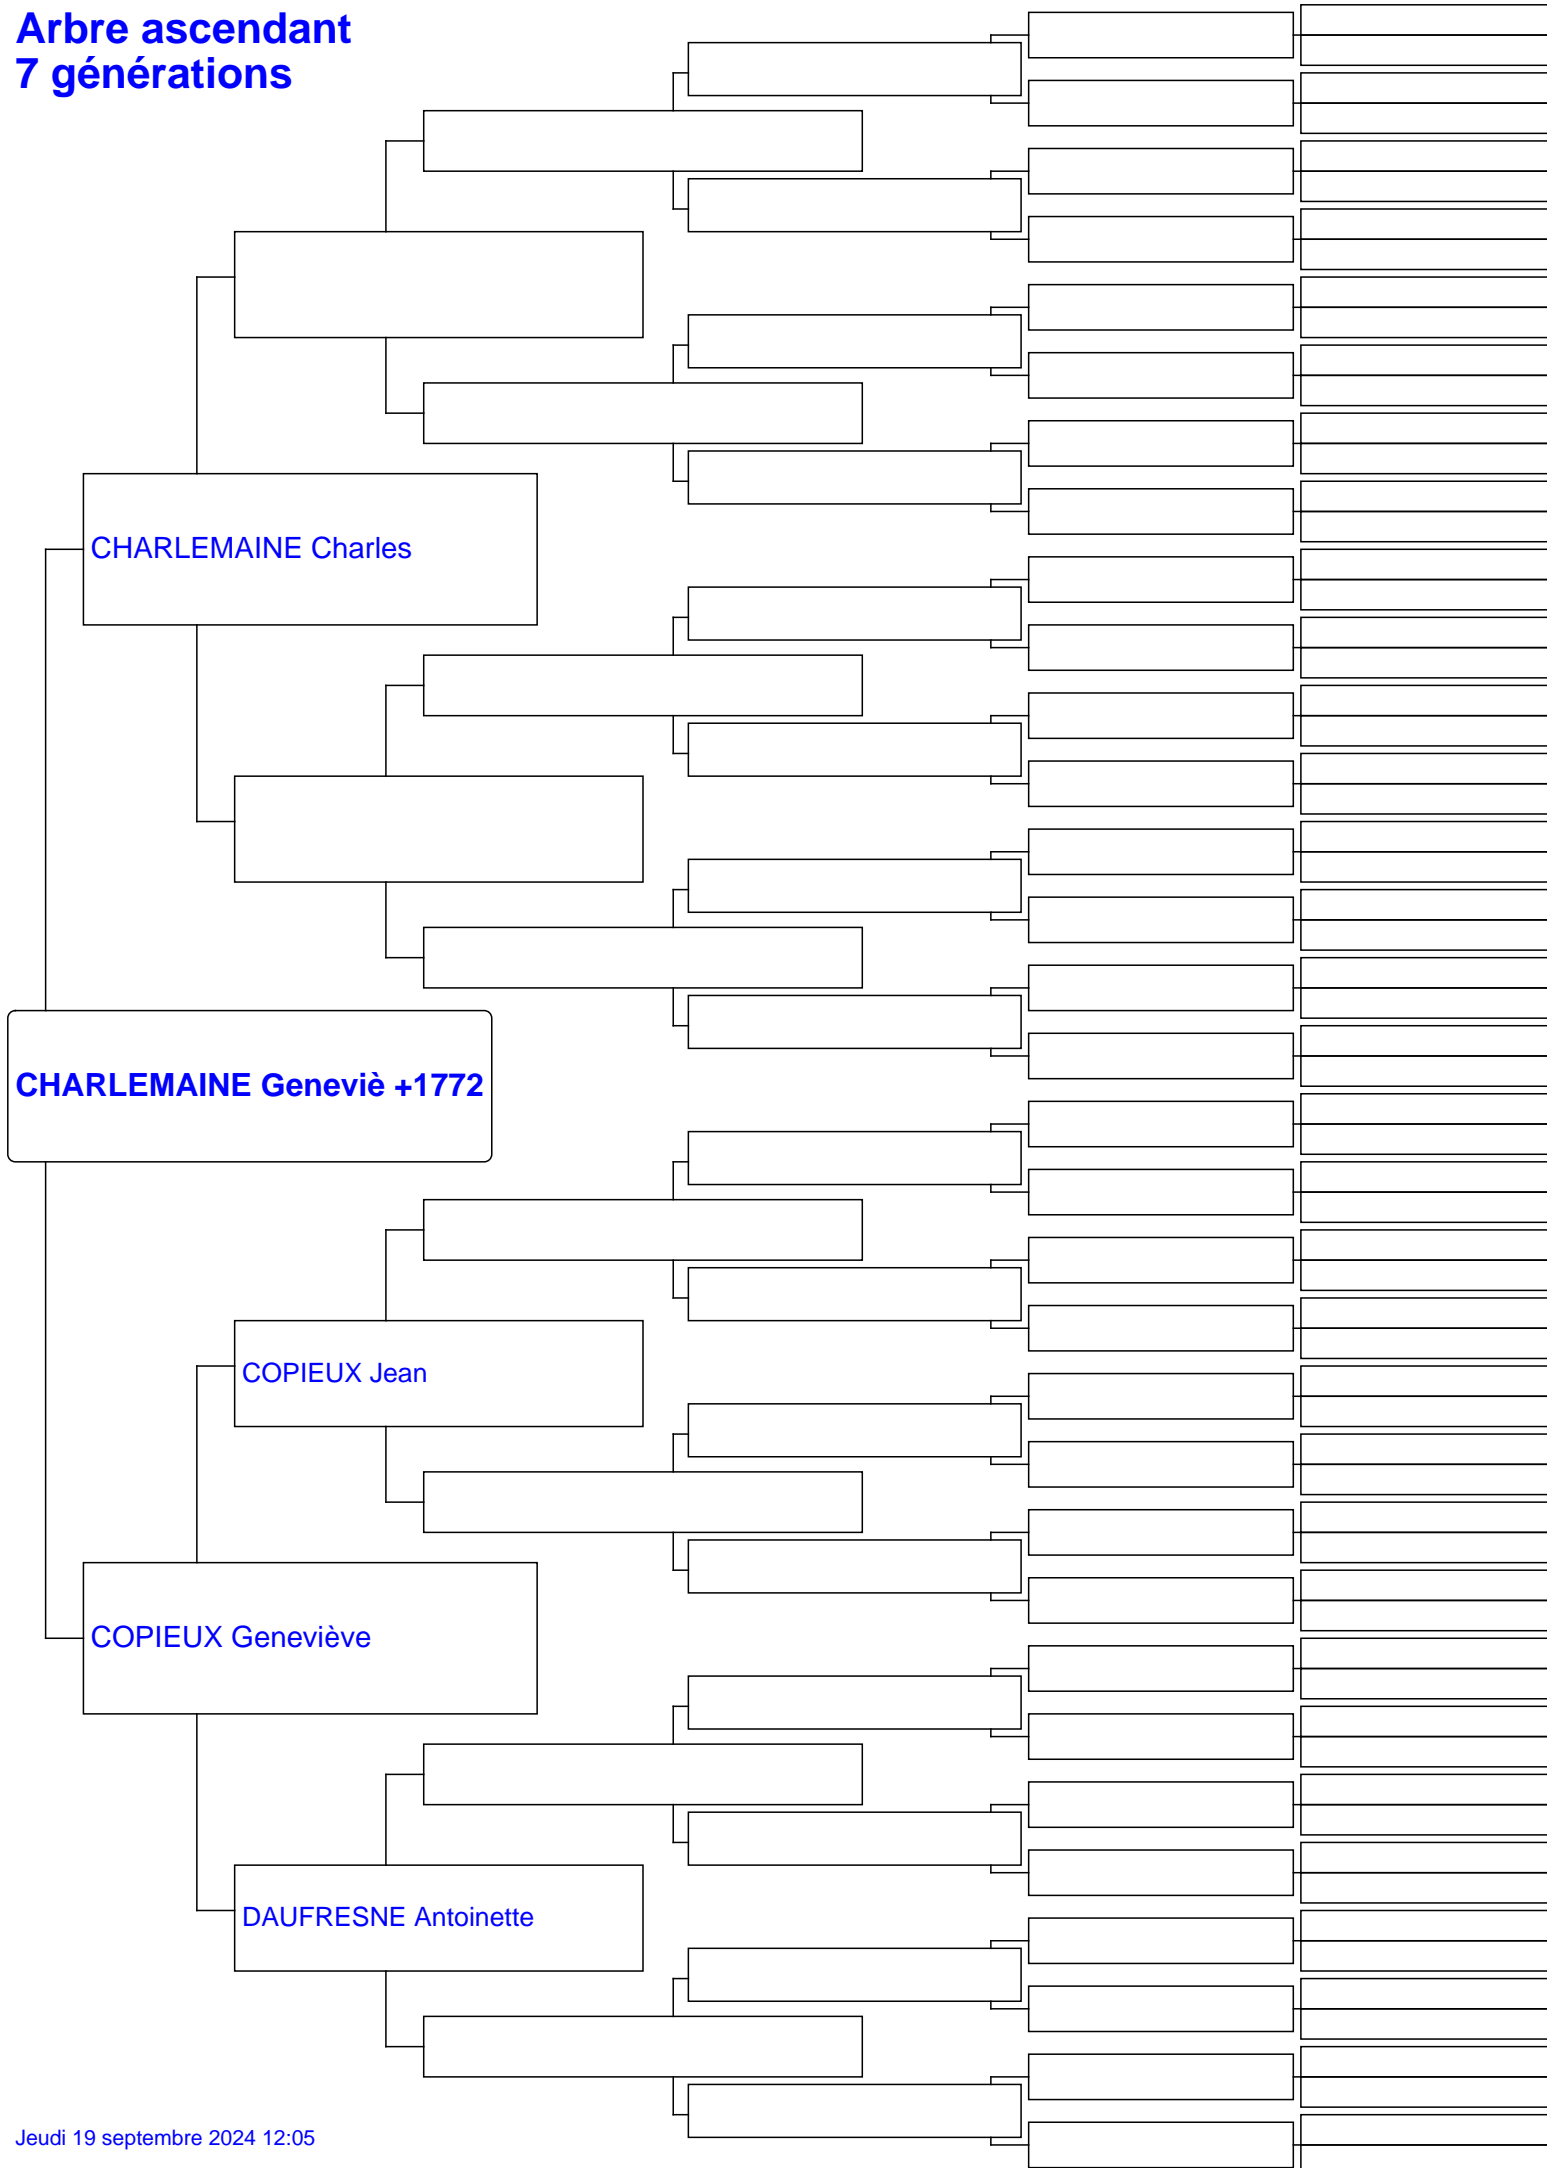 Arbre ascendant
7 générations
CHARLEMAINE Charles
CHARLEMAINE Geneviè +1772
COPIEUX Jean
COPIEUX Geneviève
DAUFRESNE Antoinette
Jeudi 19 septembre 2024 12:05